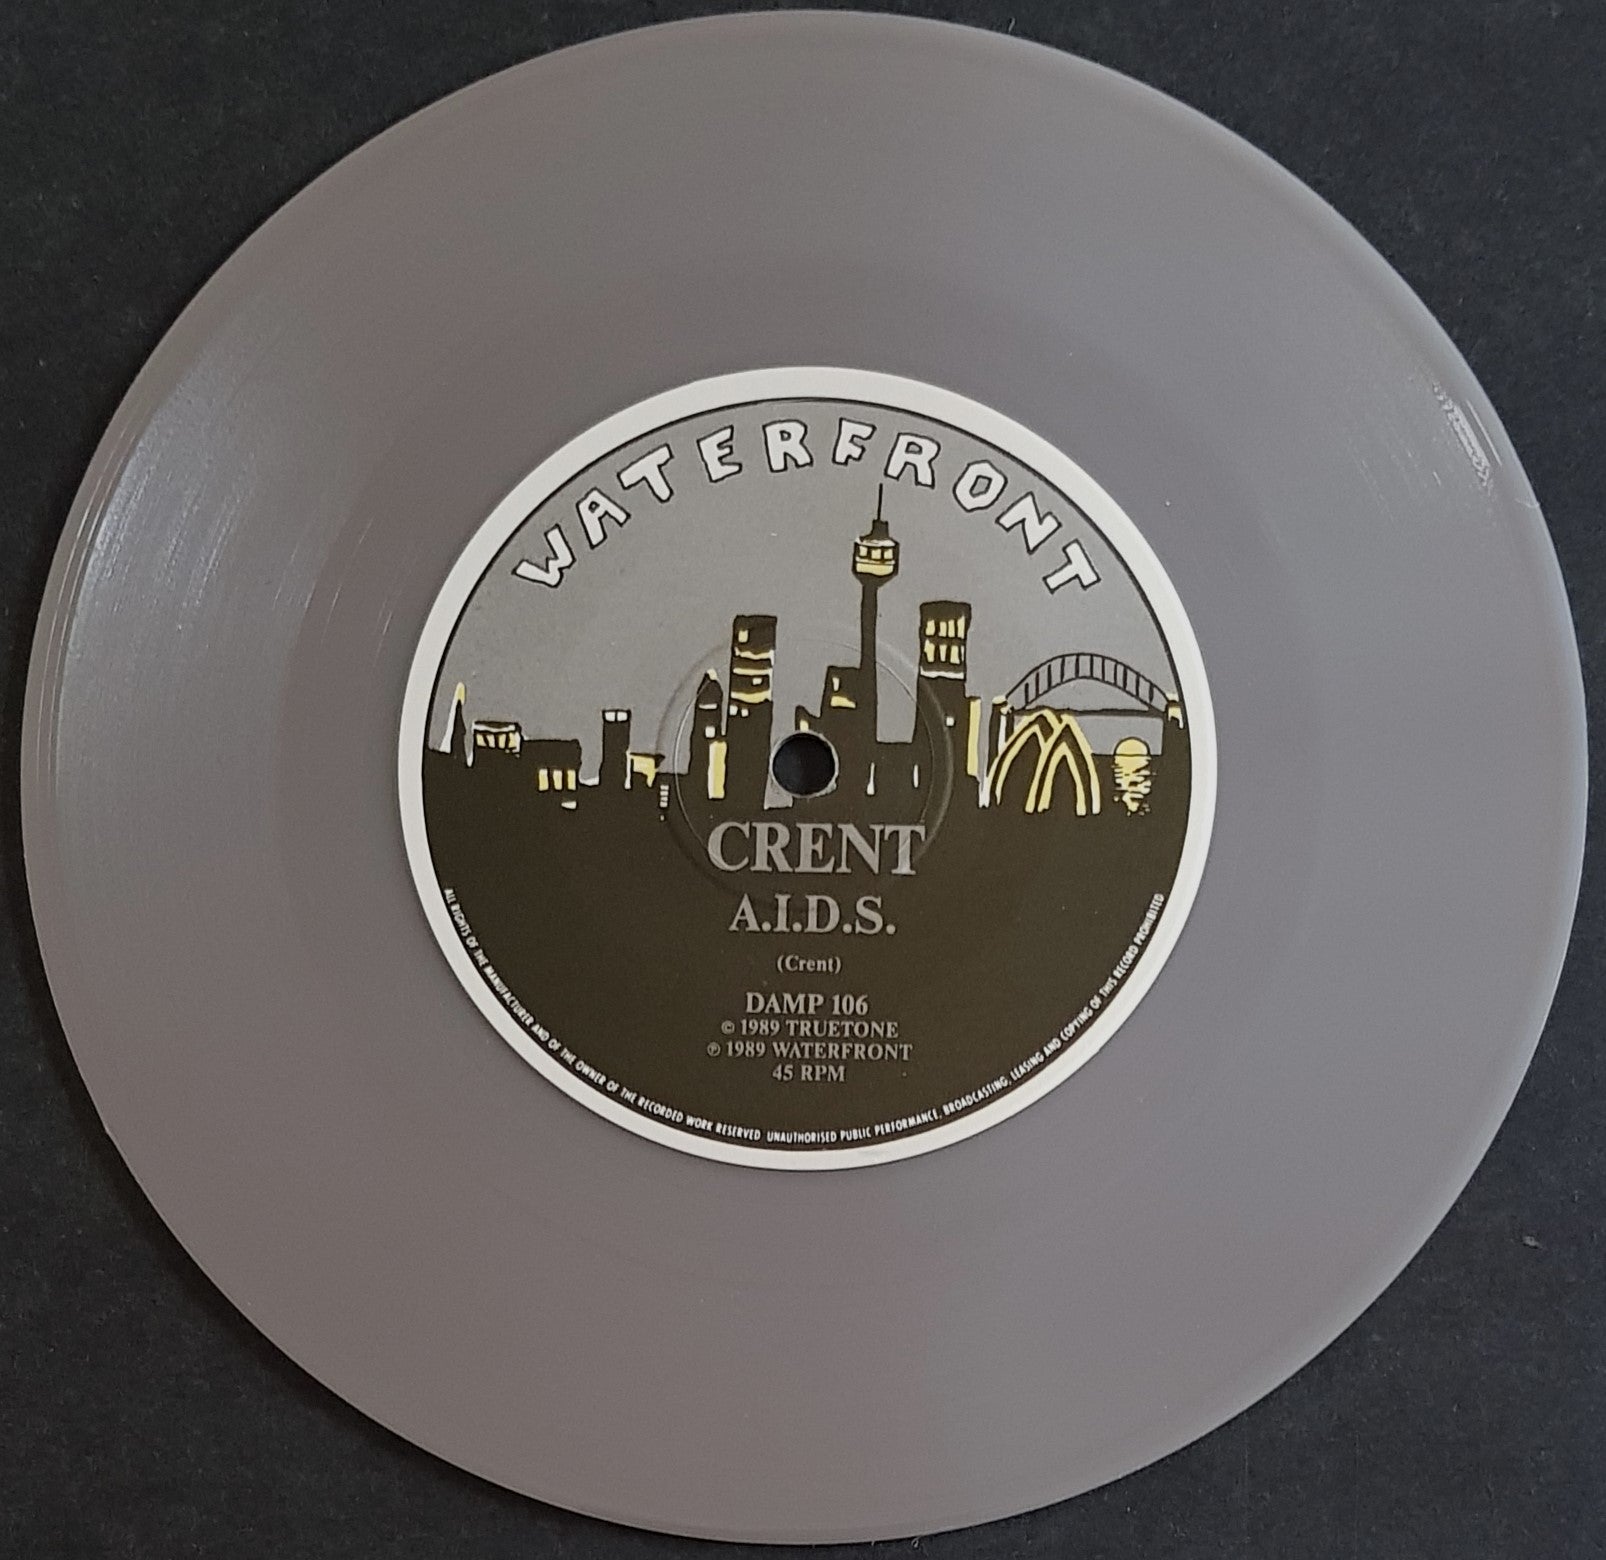 WATERFRONT
CRENT
A.I.D.S.
(Crent)
DAMP 106
© 1989 TRUETONE
℗ 1989 WATERFRONT
45 RPM
ALL RIGHTS OF THE MANUFACTURER AND OF THE OWNER OF THE RECORDED WORK RESERVED UNAUTHORISED PUBLIC PERFORMANCE, BROADCASTING, LEASING AND COPYING OF THIS RECORD PROHIBITED